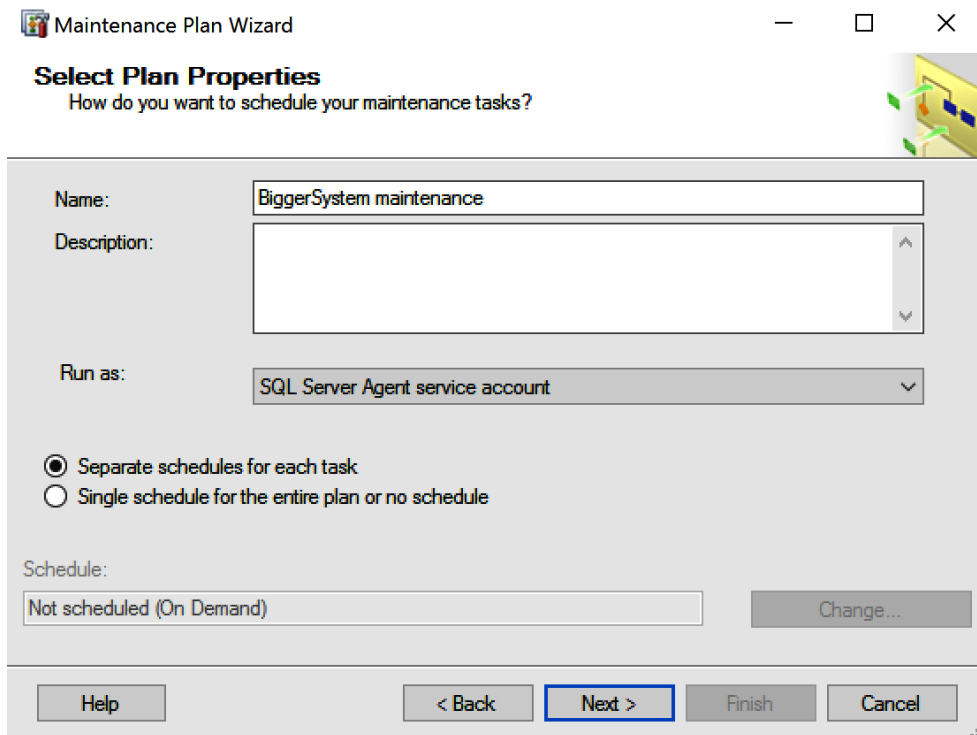 Maintenance Plan Wizard
Select Plan Properties
How do you want to schedule your maintenance tasks?
Name:
BiggerSystem maintenance
Description:
Run as:
SQL Server Agent service account
Separate schedules for each task
Single schedule for the entire plan or no schedule
Schedule:
Not scheduled (On Demand)
Change...
Help
< Back
Next >
Finish
Cancel